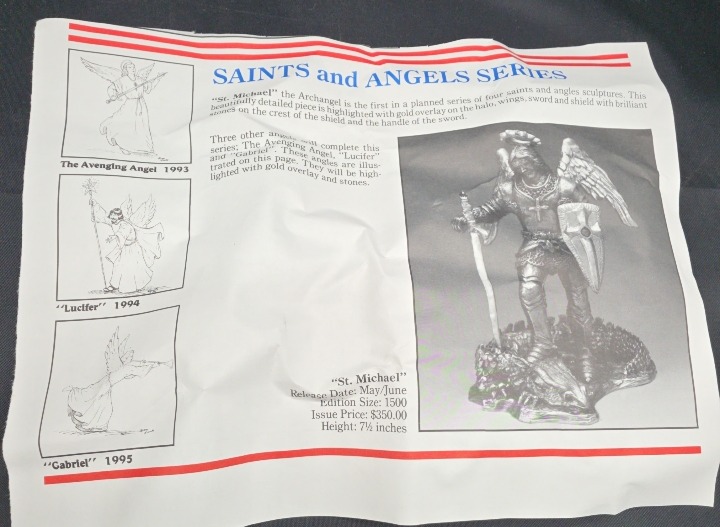 SAINTS and ANGELS SERIES
"St. Michael" the Archangel is the first in a planned series of four saints and angles sculptures. This
beautifully detailed piece is highlighted with gold overlay on the halo, wings, sword and shield with brilliant
stones on the crest of the shield and the handle of the sword.
Three other angels will complete this
series; The Avenging Angel, "Lucifer"
and "Gabriel". These angles are illus-
trated on this page. They will be high-
lighted with gold overlay and stones.
The Avenging Angel 1993
"Lucifer" 1994
"Gabriel" 1995
"St. Michael"
Release Date: May/June
Edition Size: 1500
Issue Price: $350.00
Height: 7½ inches